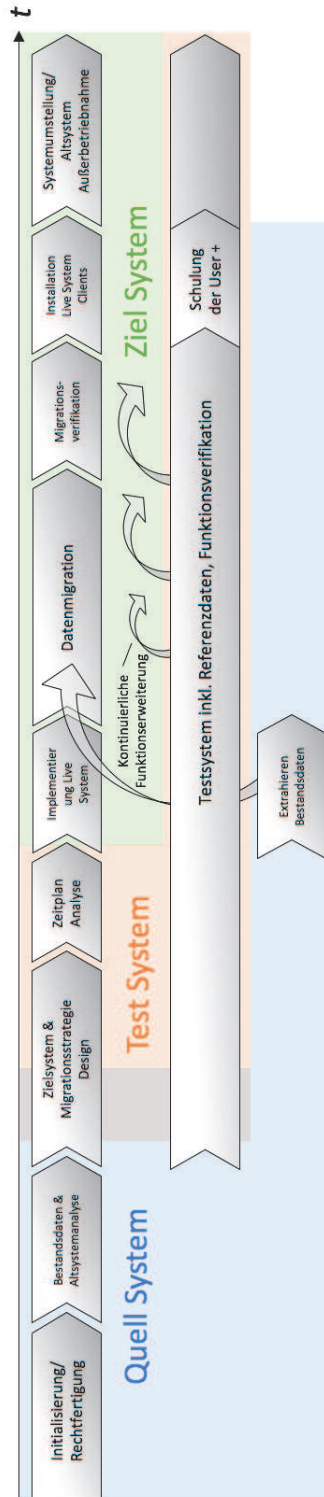 t
Initialisierung/
Rechtfertigung
Bestandsdaten &
Altsystemanalyse
Zielsystem &
Migrationsstrategie
Design
Zeitplan
Analyse
Implementier
ung Live
System
Datenmigration
Migrations-
verifikation
Installation
Live System
Clients
Systemumstellung/
Altsystem
Außerbetriebnahme
Quell System
Test System
Kontinuierliche
Funktionserweiterung
Ziel System
Testsystem inkl. Referenzdaten, Funktionsverifikation
Schulung
der User +
Extrahieren
Bestandsdaten